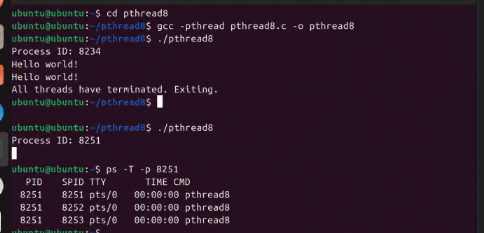 ubuntu@ubuntu:~$ cd pthread8
ubuntu@ubuntu:~/pthread8$ gcc -pthread pthread8.c -o pthread8
ubuntu@ubuntu:~/pthread8$ ./pthread8
Process ID: 8234
Hello world!
Hello world!
All threads have terminated. Exiting.
ubuntu@ubuntu:~/pthread8$
ubuntu@ubuntu:~/pthread8$ ./pthread8
Process ID: 8251
ubuntu@ubuntu:~$ ps -T -p 8251
PID SPID TTY TIME CMD
8251 8251 pts/0 00:00:00 pthread8
8251 8252 pts/0 00:00:00 pthread8
8251 8253 pts/0 00:00:00 pthread8
ubuntu@ubuntu:~$